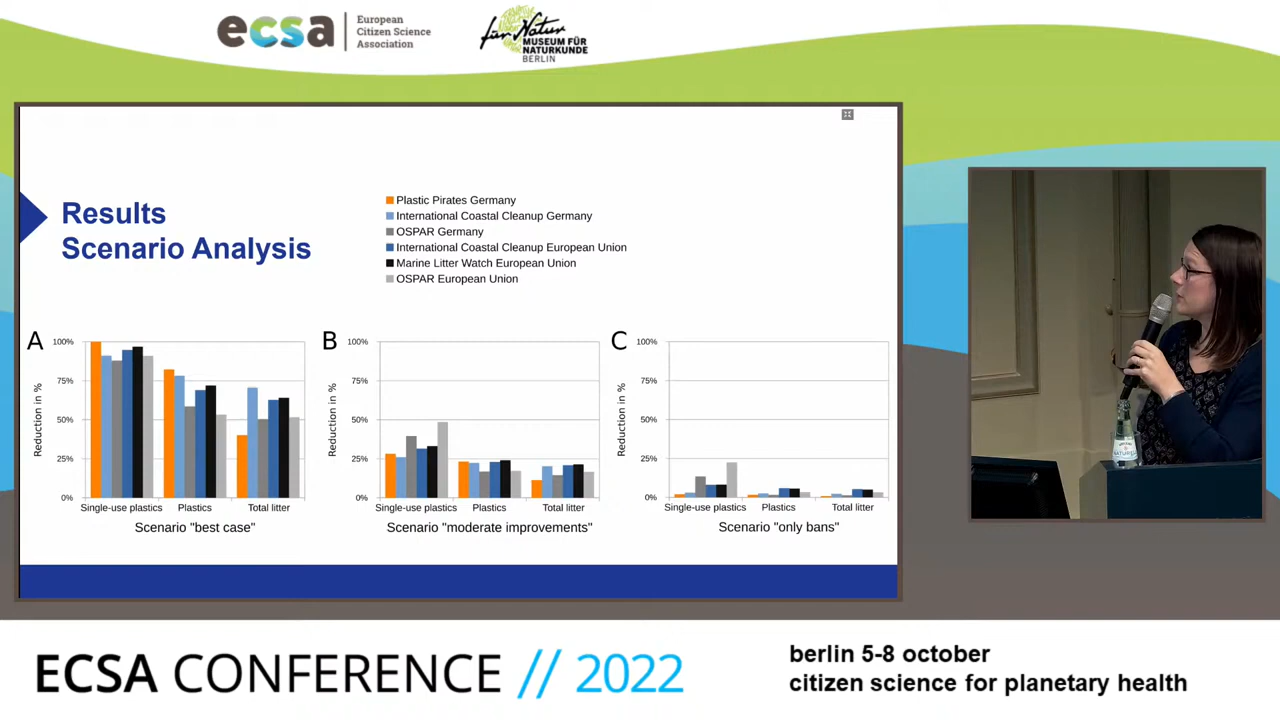 ecsa
European
Citizen Science
Association
für Natur
MUSEUM FÜR
NATURKUNDE
BERLIN
Results
Scenario Analysis
Plastic Pirates Germany
International Coastal Cleanup Germany
OSPAR Germany
International Coastal Cleanup European Union
Marine Litter Watch European Union
OSPAR European Union
A
100%
75%
50%
25%
0%
Reduction in %
Single-use plastics
Plastics
Total litter
Scenario "best case"
B
100%
75%
50%
25%
0%
Reduction in %
Single-use plastics
Plastics
Total litter
Scenario "moderate improvements"
C
100%
75%
50%
25%
0%
Reduction in %
Single-use plastics
Plastics
Total litter
Scenario "only bans"
ECSA CONFERENCE // 2022
berlin 5-8 october
citizen science for planetary health